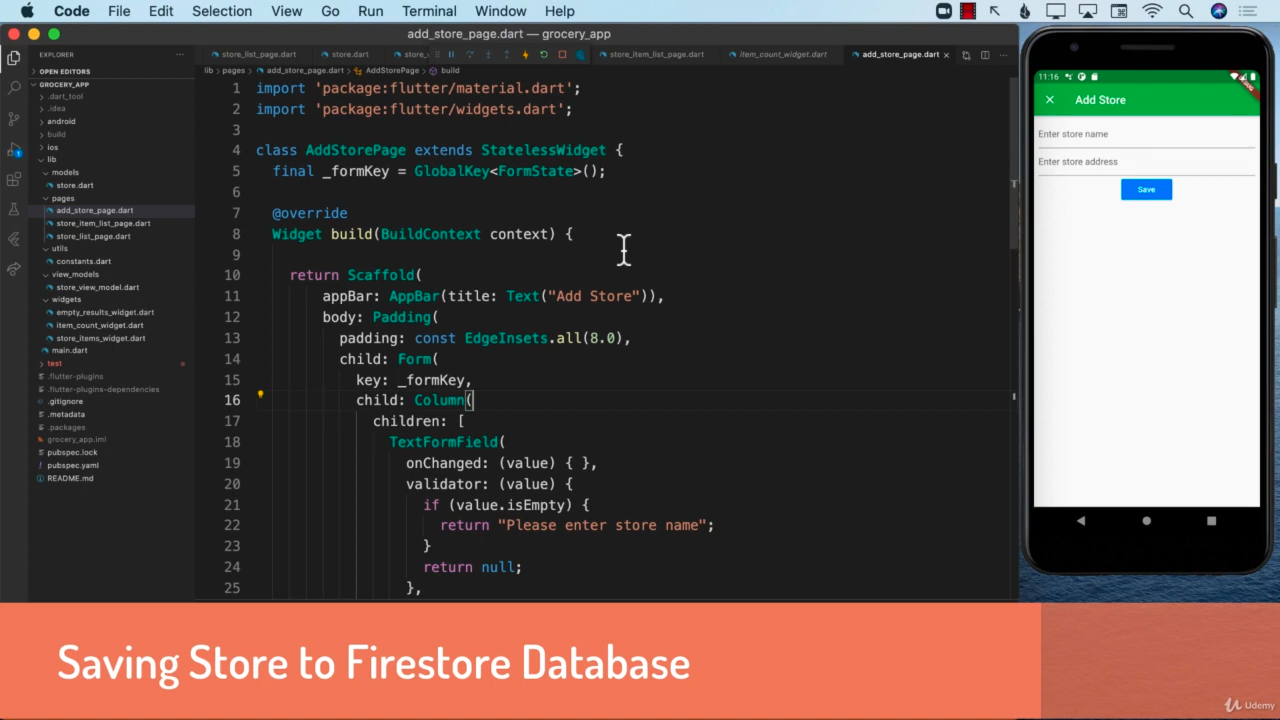 Code File Edit Selection View Go Run Terminal Window Help
add_store_page.dart — grocery_app
EXPLORER
OPEN EDITORS
GROCERY_APP
.dart_tool
.idea
android
build
ios
lib
models
store.dart
pages
add_store_page.dart
store_item_list_page.dart
store_list_page.dart
utils
constants.dart
view_models
store_view_model.dart
widgets
empty_results_widget.dart
item_count_widget.dart
store_items_widget.dart
main.dart
test
.flutter-plugins
.flutter-plugins-dependencies
.gitignore
.metadata
.packages
grocery_app.iml
pubspec.lock
pubspec.yaml
README.md
store_list_page.dart store.dart store_ store_item_list_page.dart item_count_widget.dart add_store_page.dart
lib > pages > add_store_page.dart > AddStorePage > build
1 import 'package:flutter/material.dart';
2 import 'package:flutter/widgets.dart';
3
4 class AddStorePage extends StatelessWidget {
5 final _formKey = GlobalKey<FormState>();
6
7 @override
8 Widget build(BuildContext context) {
9
10 return Scaffold(
11 appBar: AppBar(title: Text("Add Store")),
12 body: Padding(
13 padding: const EdgeInsets.all(8.0),
14 child: Form(
15 key: _formKey,
16 child: Column(
17 children: [
18 TextFormField(
19 onChanged: (value) { },
20 validator: (value) {
21 if (value.isEmpty) {
22 return "Please enter store name";
23 }
24 return null;
25 },
11:16
Add Store
Enter store name
Enter store address
Save
Saving Store to Firestore Database
Udemy